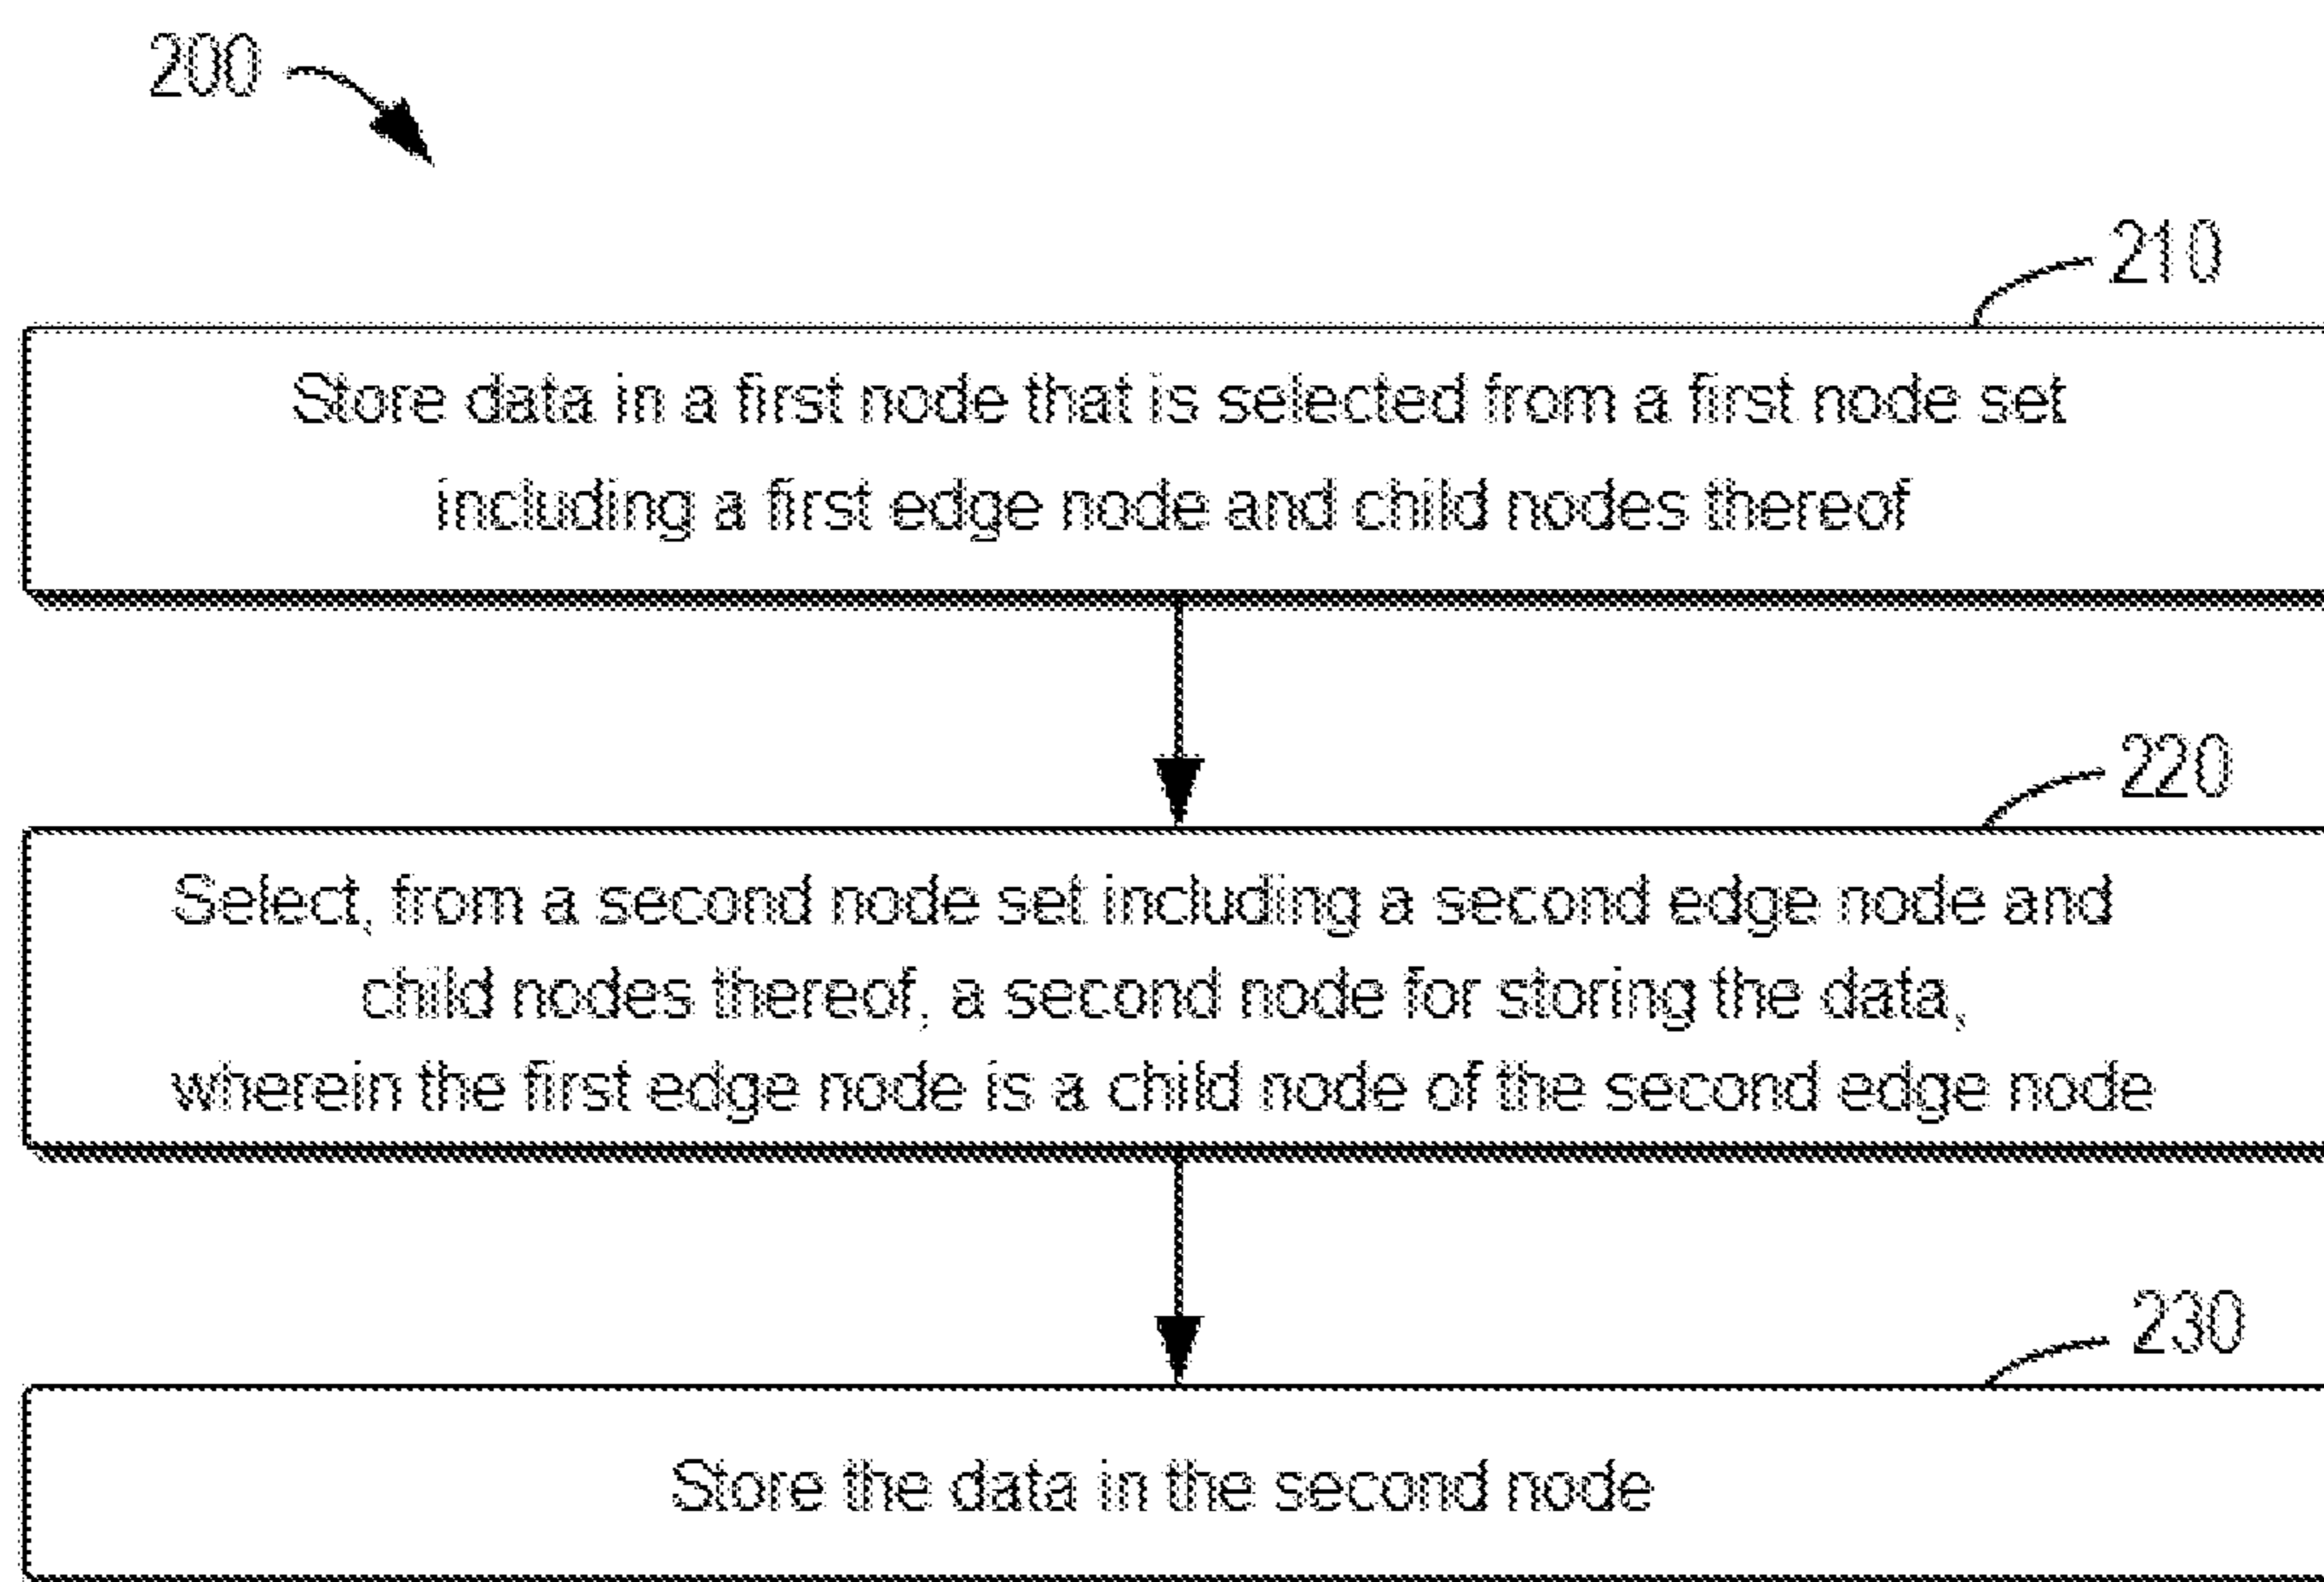 200
210
Store data in a first node that is selected from a first node set
including a first edge node and child nodes thereof
220
Select, from a second node set including a second edge node and
child nodes thereof, a second node for storing the data,
wherein the first edge node is a child node of the second edge node
230
Store the data in the second node